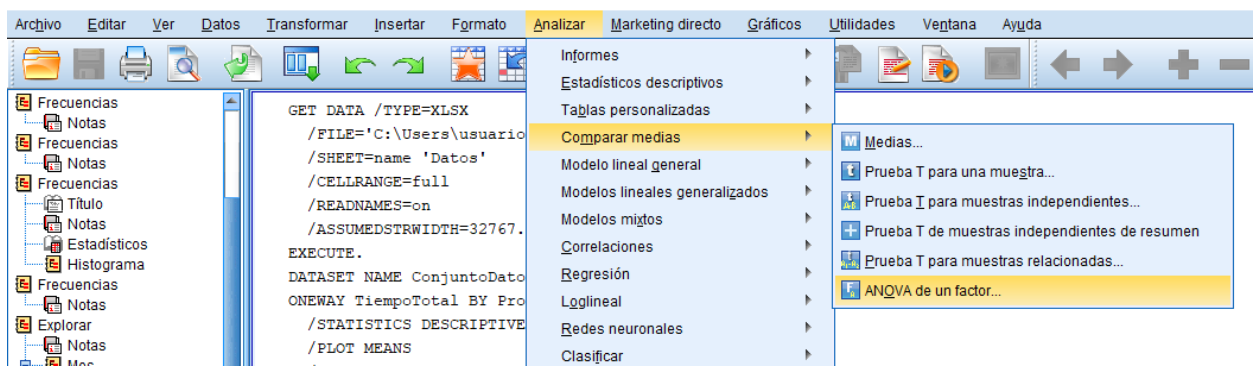 Archivo Editar Ver Datos Transformar Insertar Formato Analizar Marketing directo Gráficos Utilidades Ventana Ayuda
Frecuencias
Notas
Frecuencias
Notas
Frecuencias
Título
Notas
Estadísticos
Histograma
Frecuencias
Notas
Explorar
Notas
Mes
GET DATA /TYPE=XLSX
/FILE='C:\Users\usuario
/SHEET=name 'Datos'
/CELLRANGE=full
/READNAMES=on
/ASSUMEDSTRWIDTH=32767.
EXECUTE.
DATASET NAME ConjuntoDato
ONEWAY TiempoTotal BY Pro
/STATISTICS DESCRIPTIVE
/PLOT MEANS
Informes
Estadísticos descriptivos
Tablas personalizadas
Comparar medias
Modelo lineal general
Modelos lineales generalizados
Modelos mixtos
Correlaciones
Regresión
Loglineal
Redes neuronales
Clasificar
Medias...
Prueba T para una muestra...
Prueba T para muestras independientes...
Prueba T de muestras independientes de resumen
Prueba T para muestras relacionadas...
ANOVA de un factor...